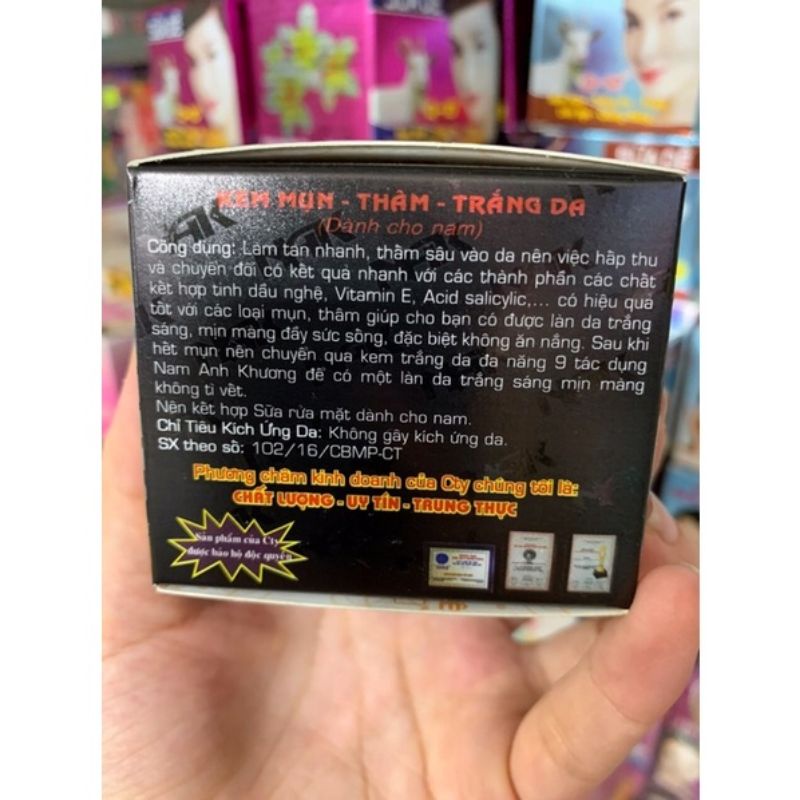 KEM MỤN - THÂM - TRẮNG DA
(Dành cho nam)
Công dụng: Làm tan nhanh, thầm sâu vào da nên việc hấp thu
và chuyển đổi có kết quả nhanh với các thành phần các chất
kết hợp tinh dầu nghệ, Vitamin E, Acid salicylic,... có hiệu quả
tốt với các loại mụn, thâm giúp cho bạn có được làn da trắng
sáng, mịn màng đầy sức sống, đặc biệt không ăn nắng. Sau khi
hết mụn nên chuyển qua kem trắng da đa năng 9 tác dụng
Nam Anh Khương để có một làn da trắng sáng mịn màng
không tì vết.
Nên kết hợp Sữa rửa mặt dành cho nam.
Chỉ Tiêu Kích Ứng Da: Không gây kích ứng da.
SX theo số: 102/16/CBMP-CT
Phương châm kinh doanh của Cty chúng tôi là:
CHẤT LƯỢNG - UY TÍN - TRUNG THỰC
Sản phẩm của Cty
được bảo hộ độc quyền